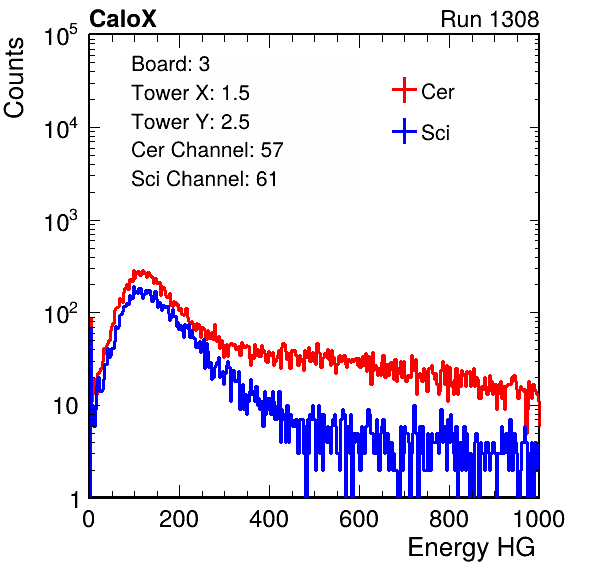 CaloX Run 1308
Counts
10^5
10^4
10^3
10^2
10
1
Board: 3
Tower X: 1.5
Tower Y: 2.5
Cer Channel: 57
Sci Channel: 61
Cer
Sci
0 200 400 600 800 1000
Energy HG